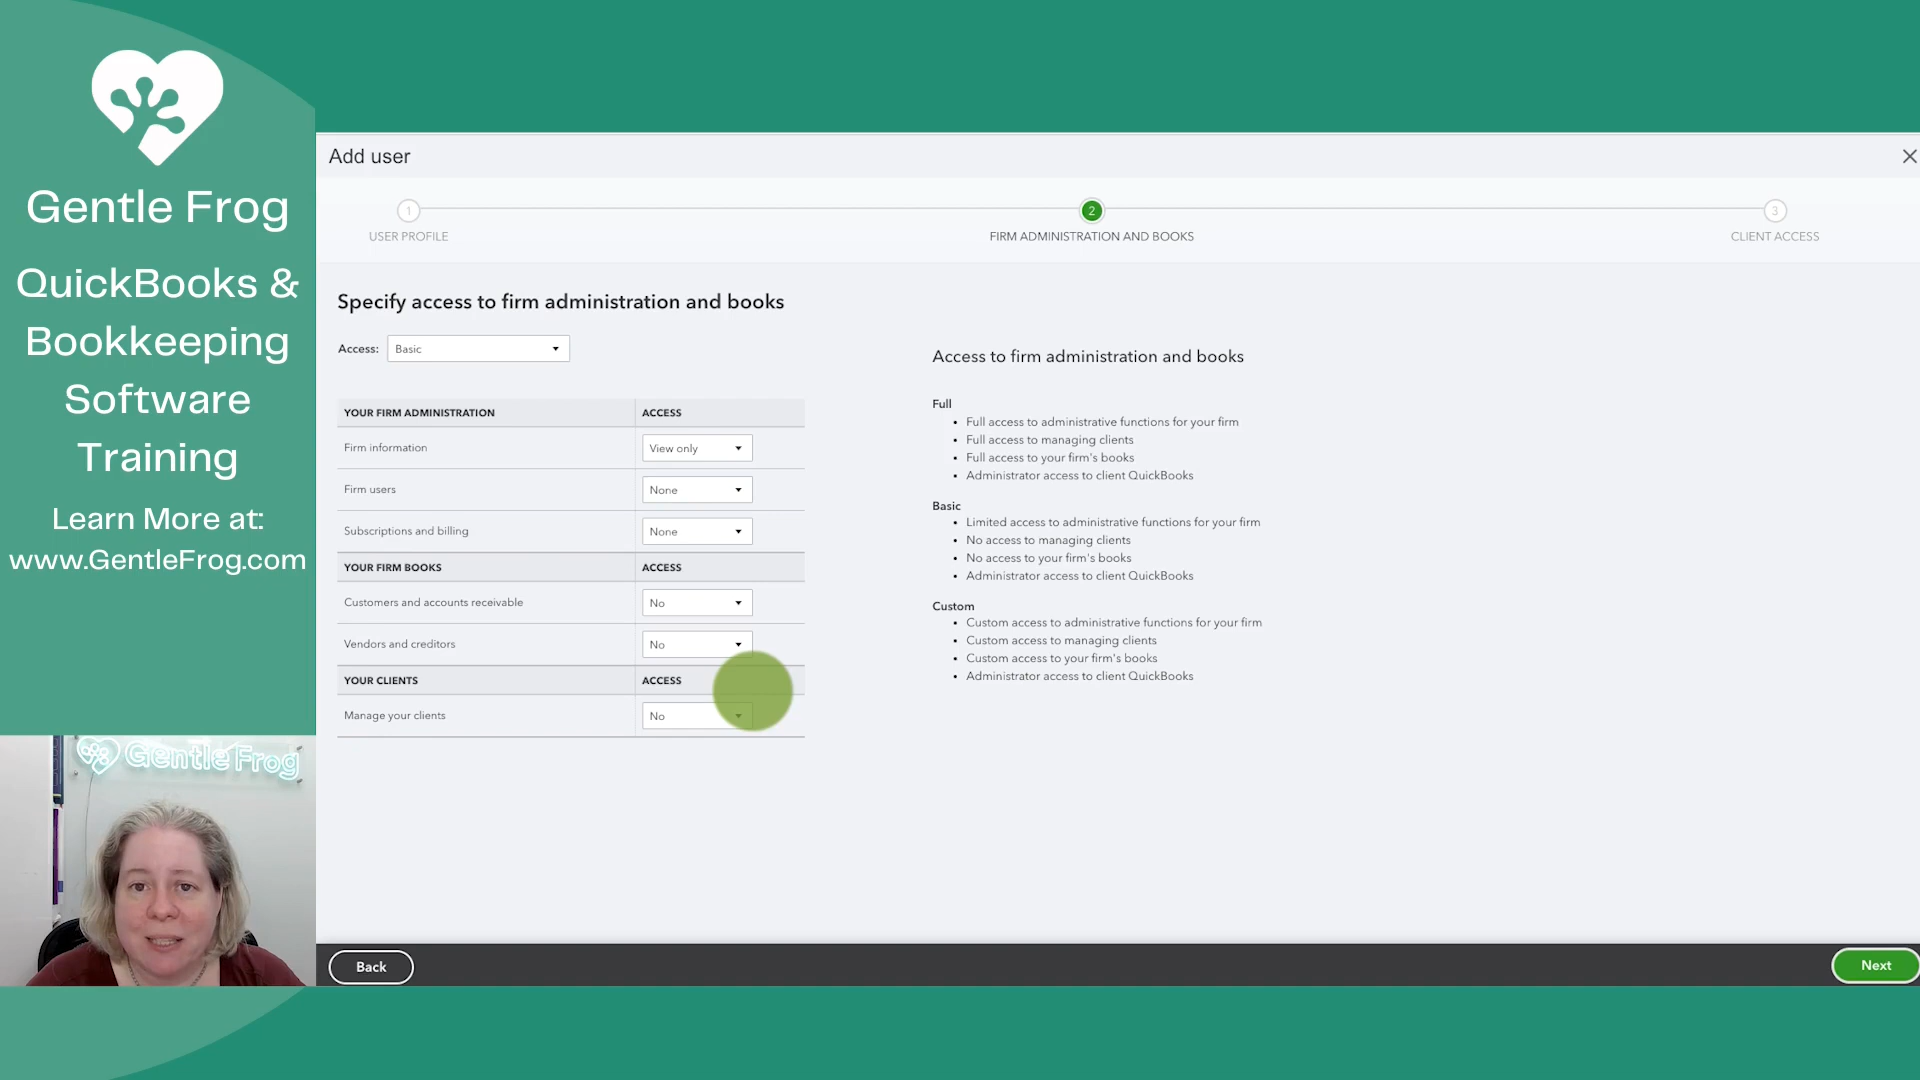 Gentle Frog
QuickBooks &
Bookkeeping
Software
Training
Learn More at:
www.GentleFrog.com
Gentle Frog
Add user
1
USER PROFILE
2
FIRM ADMINISTRATION AND BOOKS
3
CLIENT ACCESS
Specify access to firm administration and books
Access: Basic
YOUR FIRM ADMINISTRATION ACCESS
Firm information View only
Firm users None
Subscriptions and billing None
YOUR FIRM BOOKS ACCESS
Customers and accounts receivable No
Vendors and creditors No
YOUR CLIENTS ACCESS
Manage your clients No
Access to firm administration and books
Full
• Full access to administrative functions for your firm
• Full access to managing clients
• Full access to your firm's books
• Administrator access to client QuickBooks
Basic
• Limited access to administrative functions for your firm
• No access to managing clients
• No access to your firm's books
• Administrator access to client QuickBooks
Custom
• Custom access to administrative functions for your firm
• Custom access to managing clients
• Custom access to your firm's books
• Administrator access to client QuickBooks
Back
Next